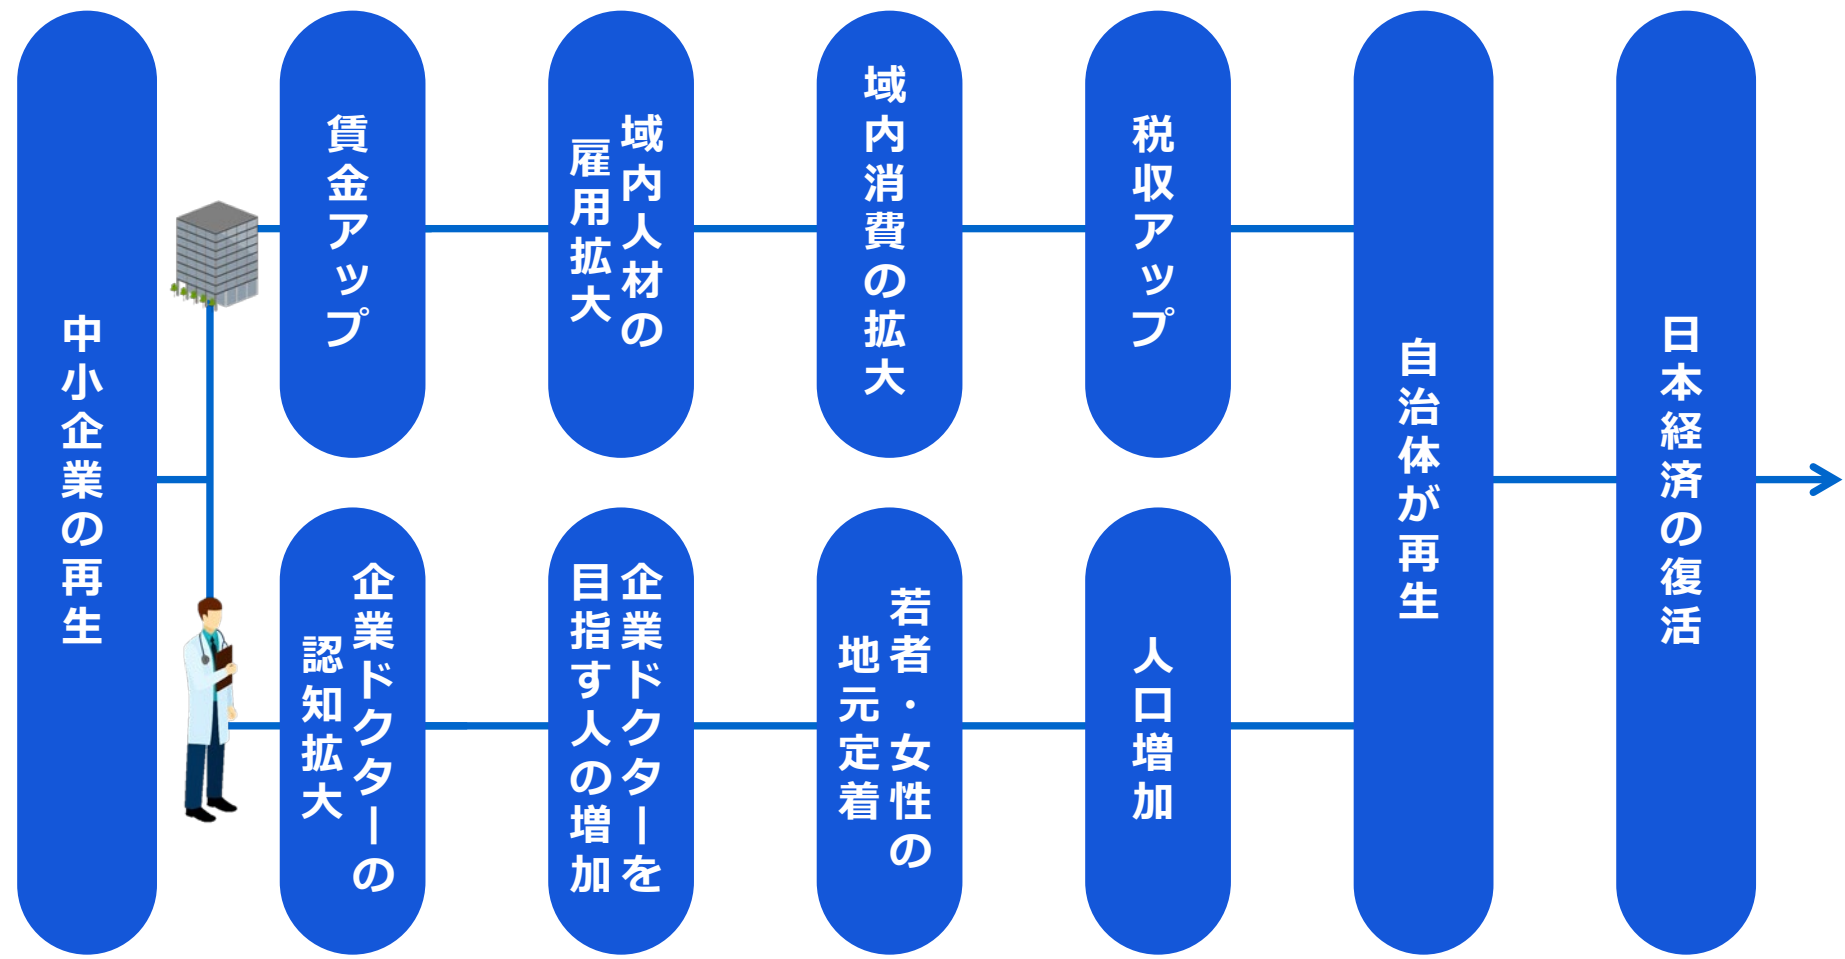 中小企業の再生
賃金アップ
域内人材の
雇用拡大
域内消費の拡大
税収アップ
企業ドクターの
認知拡大
企業ドクターを
目指す人の増加
若者・女性の
地元定着
人口増加
自治体が再生
日本経済の復活